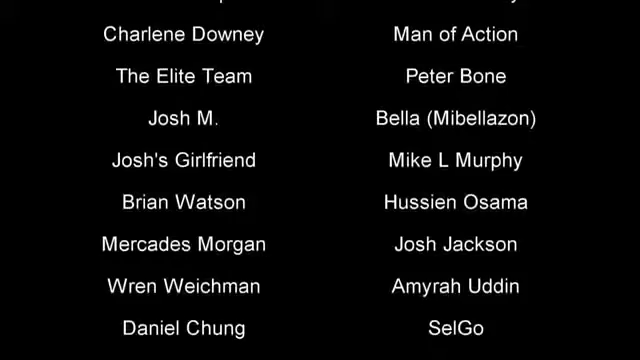 Charlene Downey
Man of Action
The Elite Team
Peter Bone
Josh M.
Bella (Mibellazon)
Josh's Girlfriend
Mike L Murphy
Brian Watson
Hussien Osama
Mercades Morgan
Josh Jackson
Wren Weichman
Amyrah Uddin
Daniel Chung
SelGo